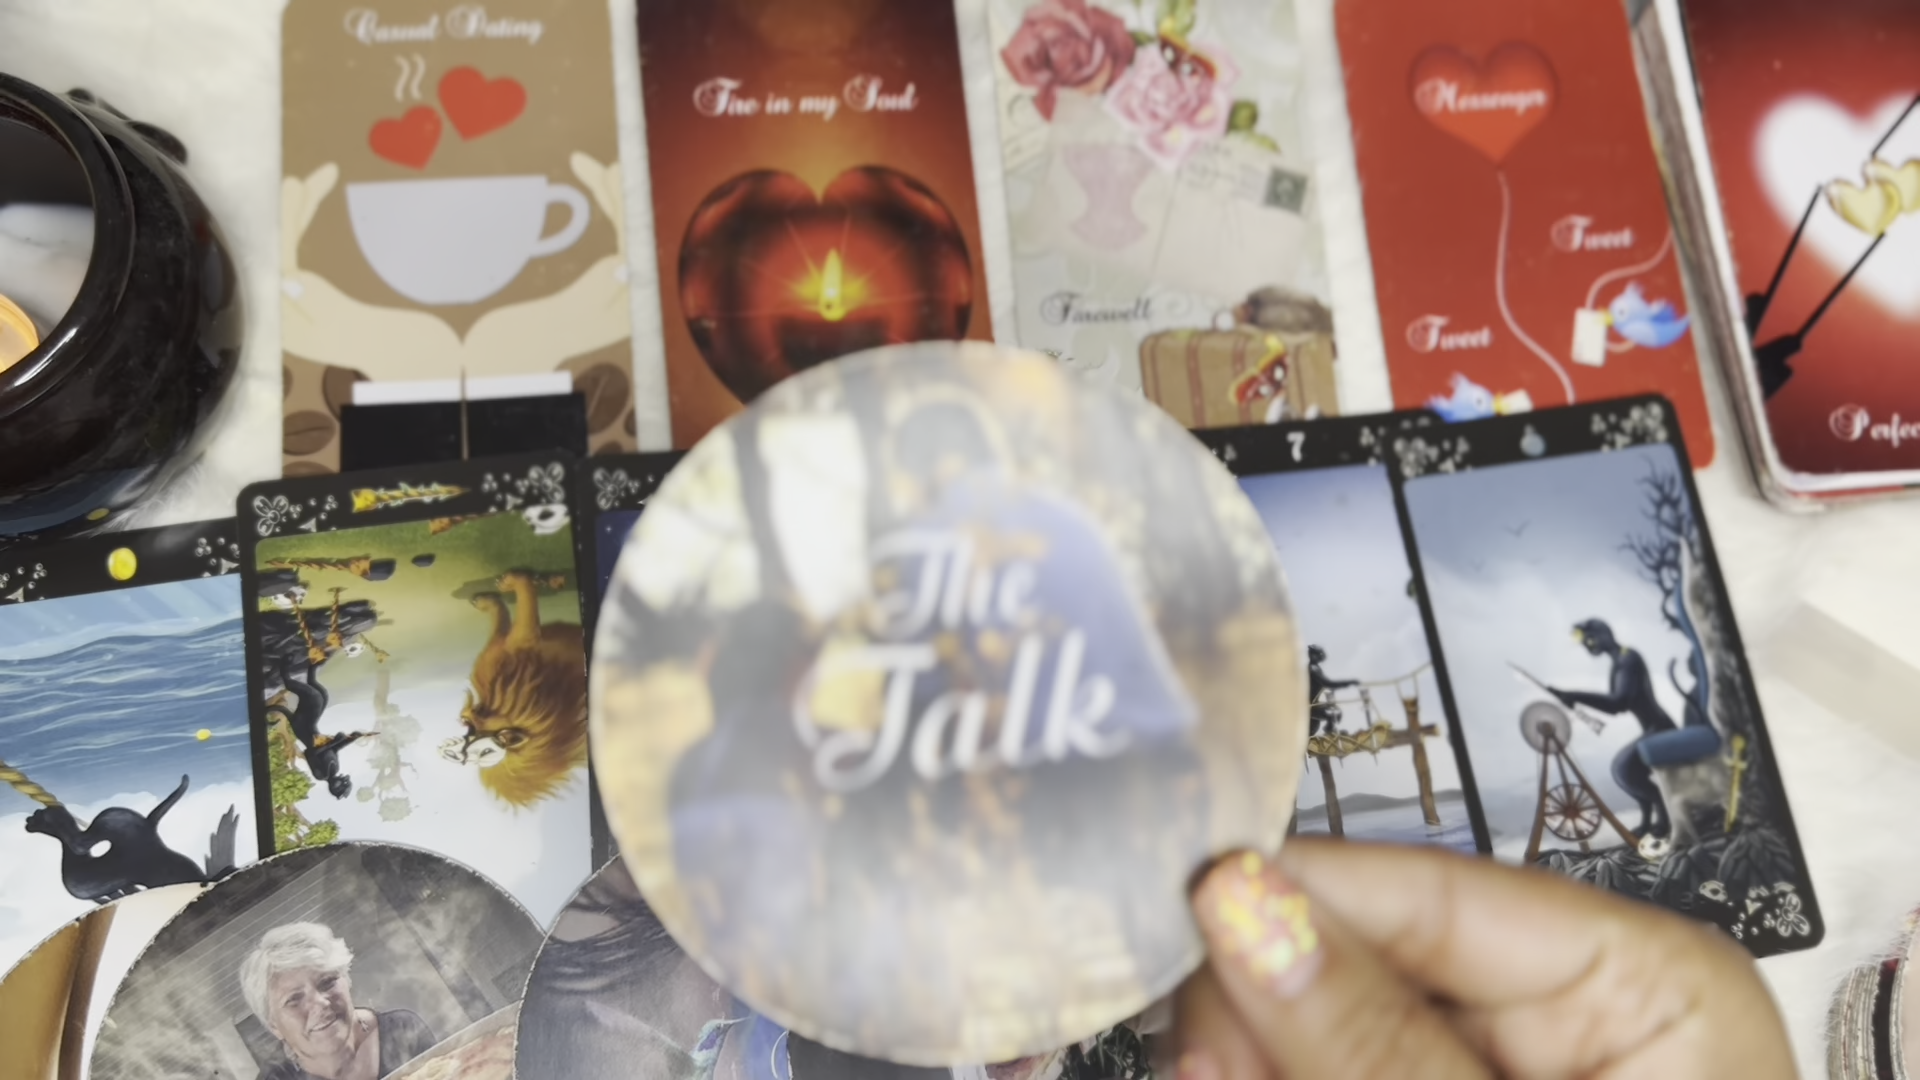 Casual Dating
Fire in my Soul
Farewell
Messenger
Tweet
Tweet
Perfec
7
The
Talk